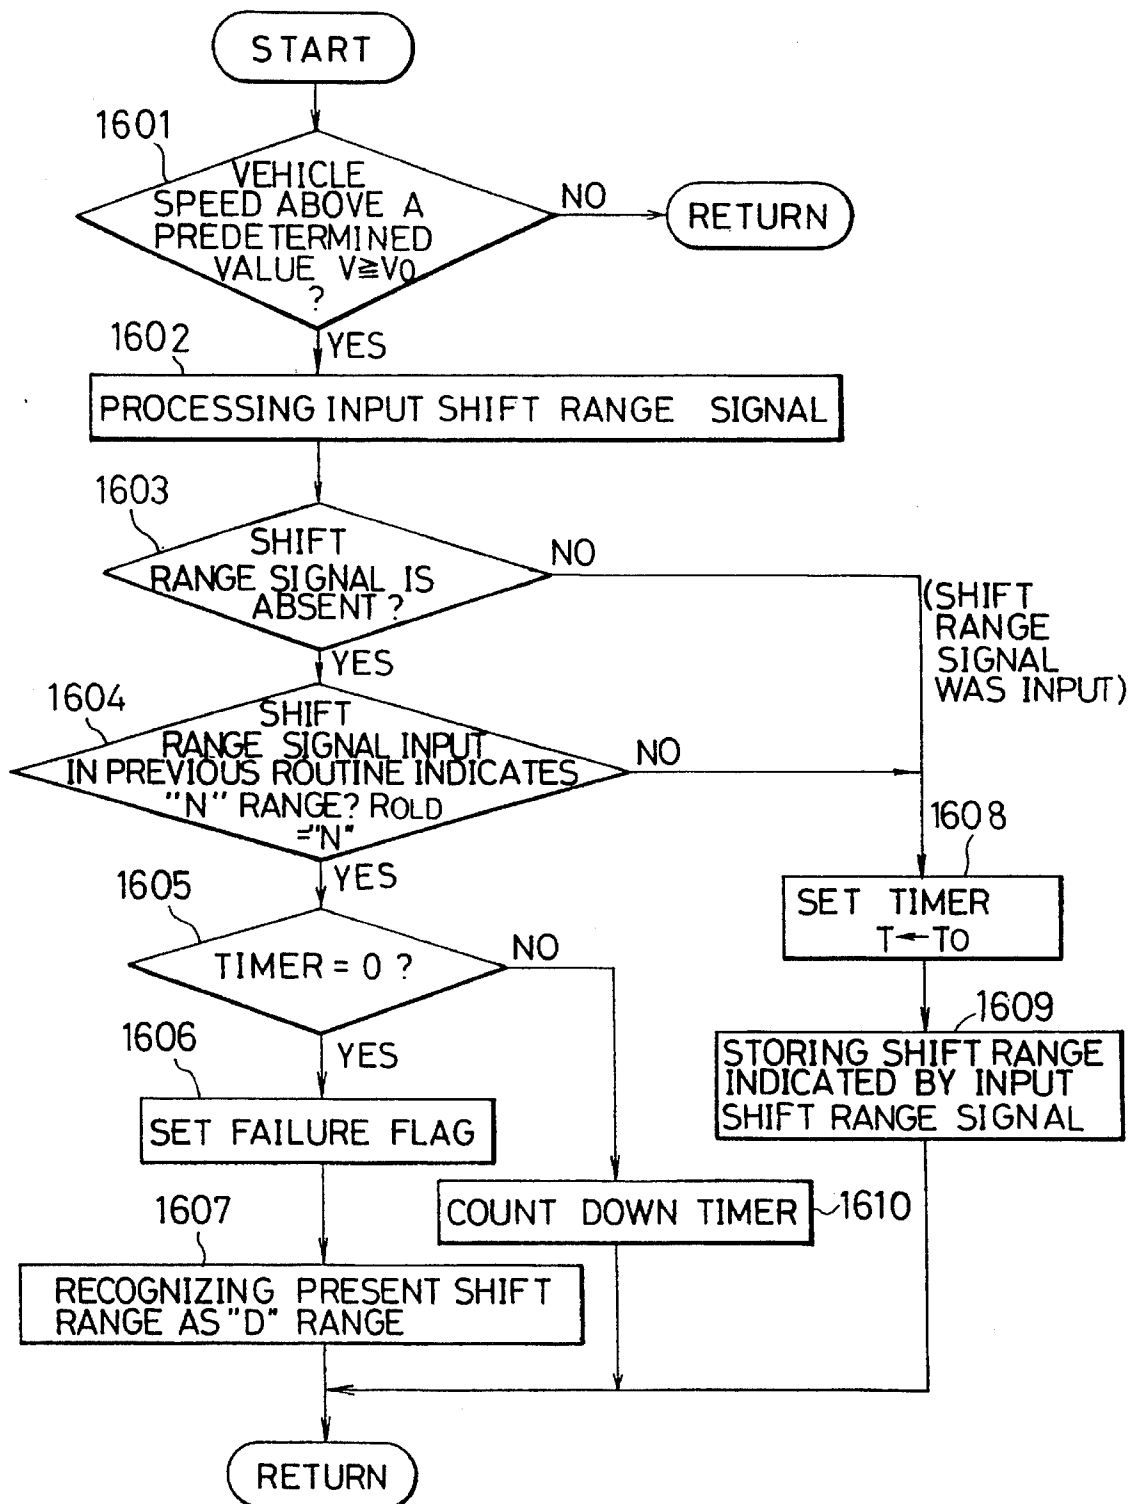 START
1601
VEHICLE
SPEED ABOVE A
PREDETERMINED
VALUE V≧V0
?
NO
RETURN
YES
1602
PROCESSING INPUT SHIFT RANGE SIGNAL
1603
SHIFT
RANGE SIGNAL IS
ABSENT?
NO
(SHIFT
RANGE
SIGNAL
WAS INPUT)
YES
1604
SHIFT
RANGE SIGNAL INPUT
IN PREVIOUS ROUTINE INDICATES
"N" RANGE? ROLD
="N"
NO
YES
1608
SET TIMER
T←T0
1605
TIMER = 0 ?
NO
YES
1609
STORING SHIFT RANGE
INDICATED BY INPUT
SHIFT RANGE SIGNAL
1606
SET FAILURE FLAG
COUNT DOWN TIMER
1610
1607
RECOGNIZING PRESENT SHIFT
RANGE AS "D" RANGE
RETURN